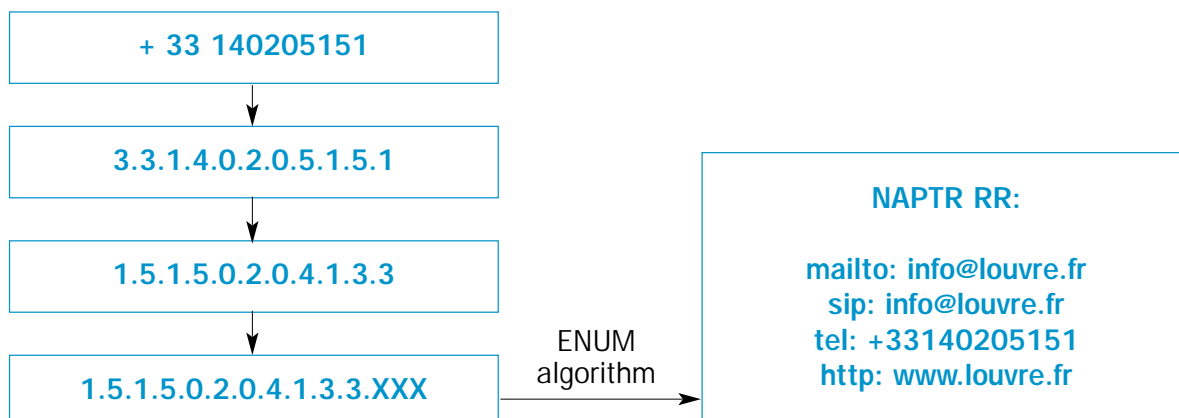 + 33 140205151
3.3.1.4.0.2.0.5.1.5.1
1.5.1.5.0.2.0.4.1.3.3
1.5.1.5.0.2.0.4.1.3.3.XXX
ENUM
algorithm
NAPTR RR:
mailto: info@louvre.fr
sip: info@louvre.fr
tel: +33140205151
http: www.louvre.fr